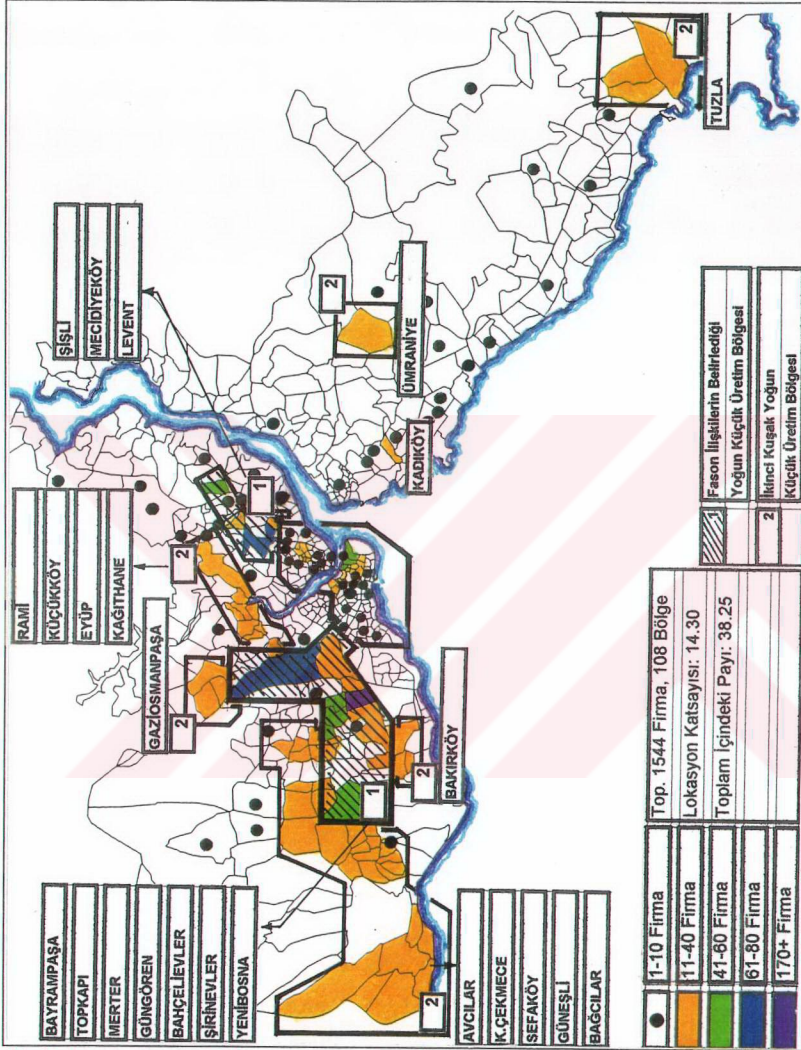 RAMİ
KÜÇÜKKÖY
EYÜP
KAĞITHANE
ŞİŞLİ
MECİDİYEKÖY
LEVENT
2
GAZİOSMANPAŞA
2
1
2
ÜMRANİYE
KADIKÖY
2
TUZLA
BAYRAMPAŞA
TOPKAPI
MERTER
GÜNGÖREN
BAHÇELİEVLER
ŞİRİNEVLER
YENİBOSNA
1
2
BAKIRKÖY
2
AVCILAR
K.ÇEKMECE
SEFAKÖY
GÜNEŞLİ
BAĞCILAR
1-10 Firma
11-40 Firma
41-60 Firma
61-80 Firma
170+ Firma
Top. 1544 Firma, 108 Bölge
Lokasyon Katsayısı: 14.30
Toplam İçindeki Payı: 38.25
1
Fason İlişkilerin Belirlediği
Yoğun Küçük Üretim Bölgesi
2
İkinci Kuşak Yoğun
Küçük Üretim Bölgesi